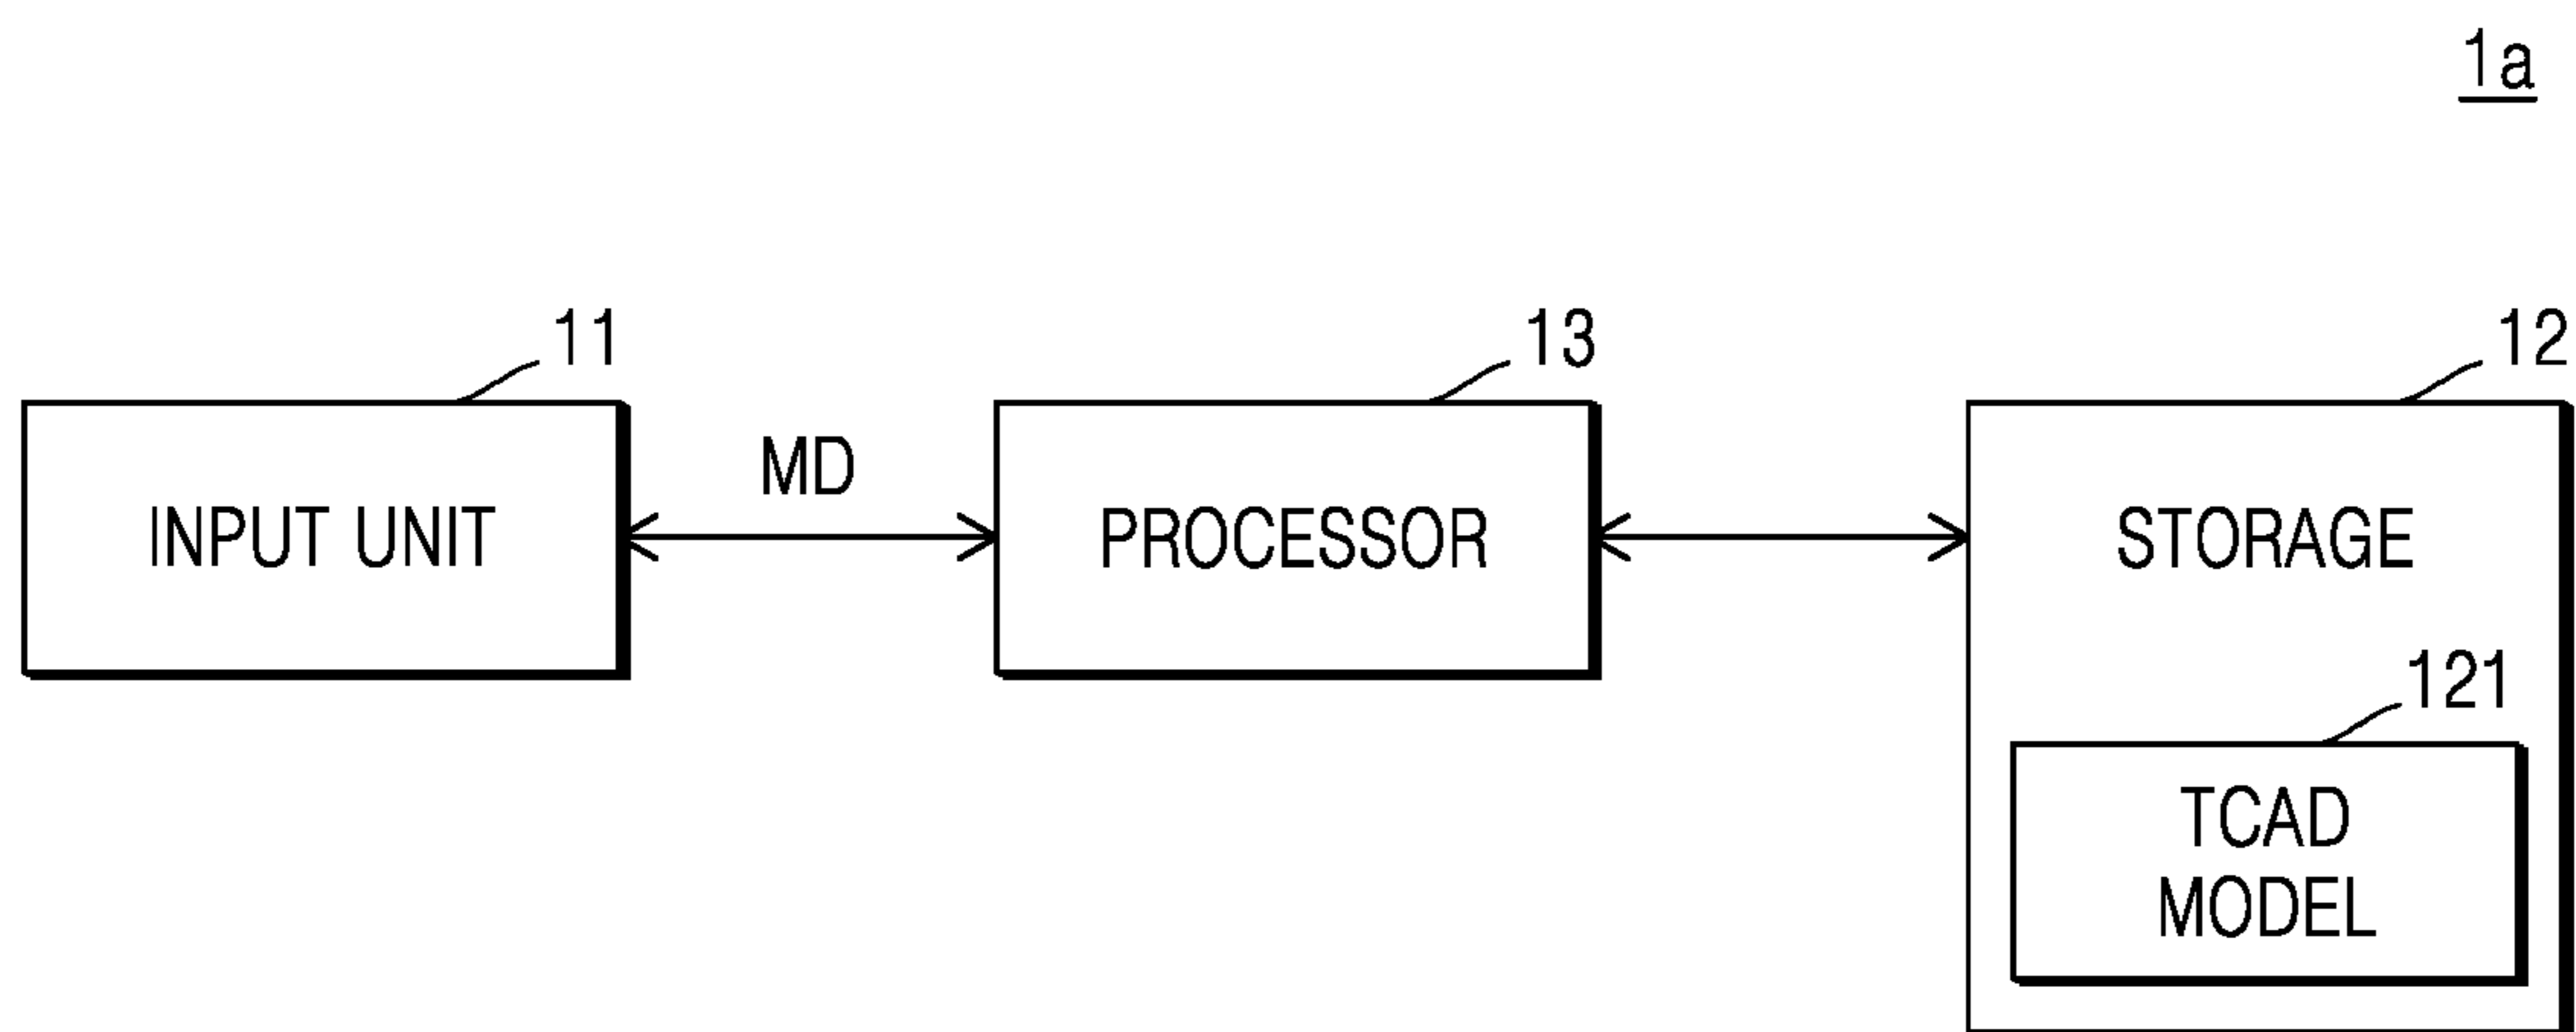 1a
11
13
12
MD
INPUT UNIT
PROCESSOR
STORAGE
121
TCAD
MODEL